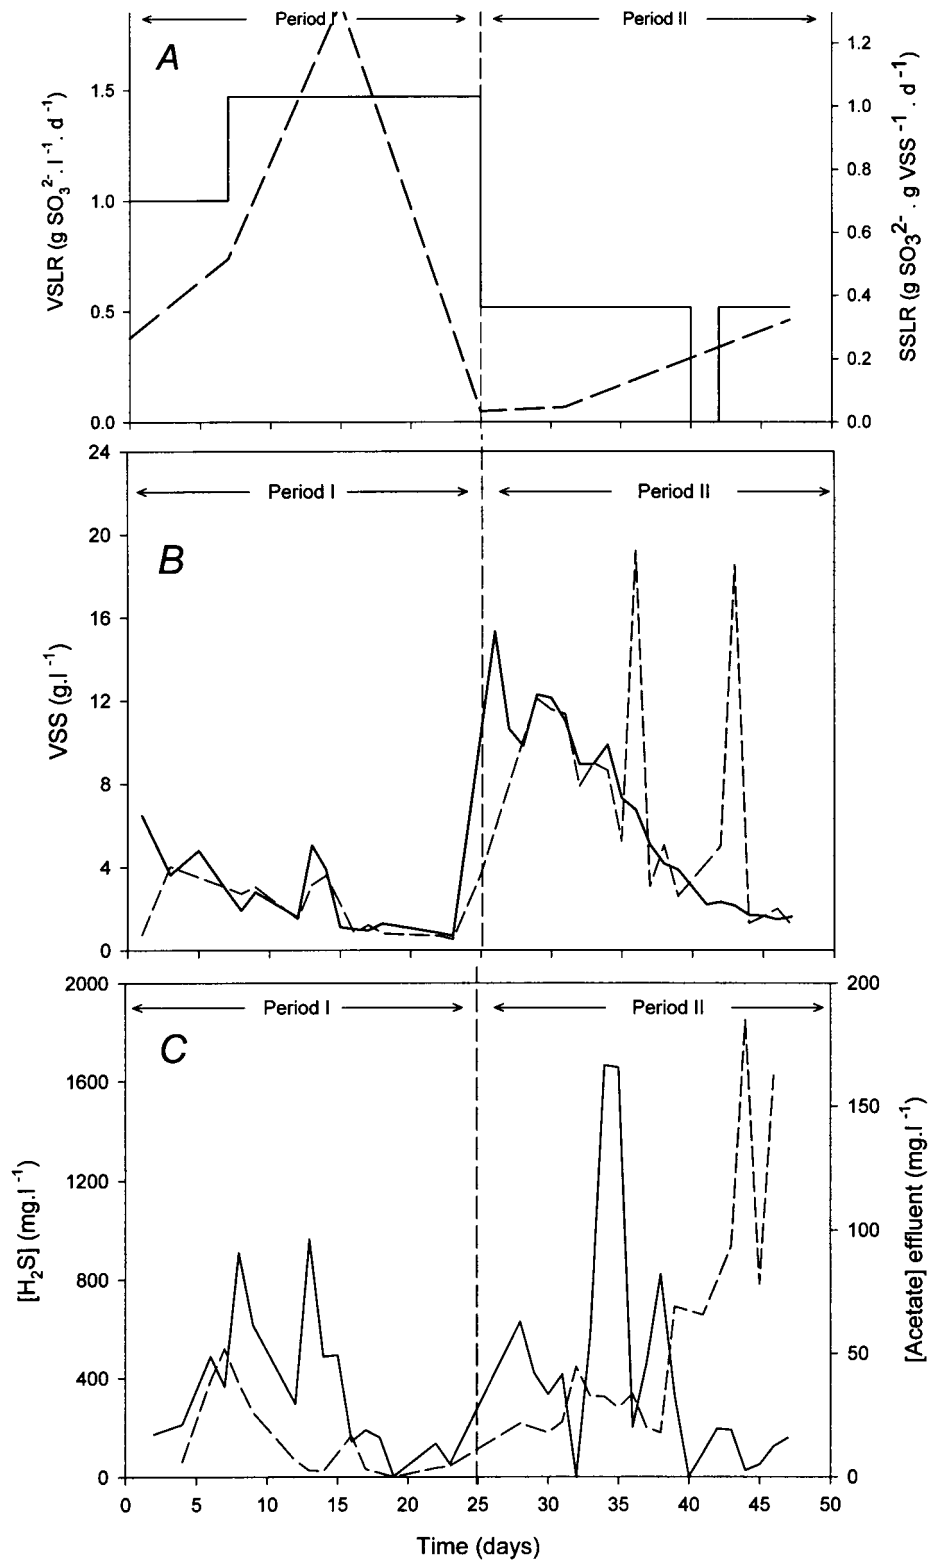 Period I
Period II
A
1.5
1.0
0.5
0.0
VSLR (g SO3 2- . l -1 . d -1)
1.2
1.0
0.8
0.6
0.4
0.2
0.0
SSLR (g SO3 2- . g VSS -1 . d -1)
24
20
16
12
8
4
0
VSS (g.l -1)
Period I
Period II
B
2000
1600
1200
800
400
0
[H2S] (mg.l -1)
Period I
Period II
C
200
150
100
50
0
[Acetate] effluent (mg.l -1)
0 5 10 15 20 25 30 35 40 45 50
Time (days)